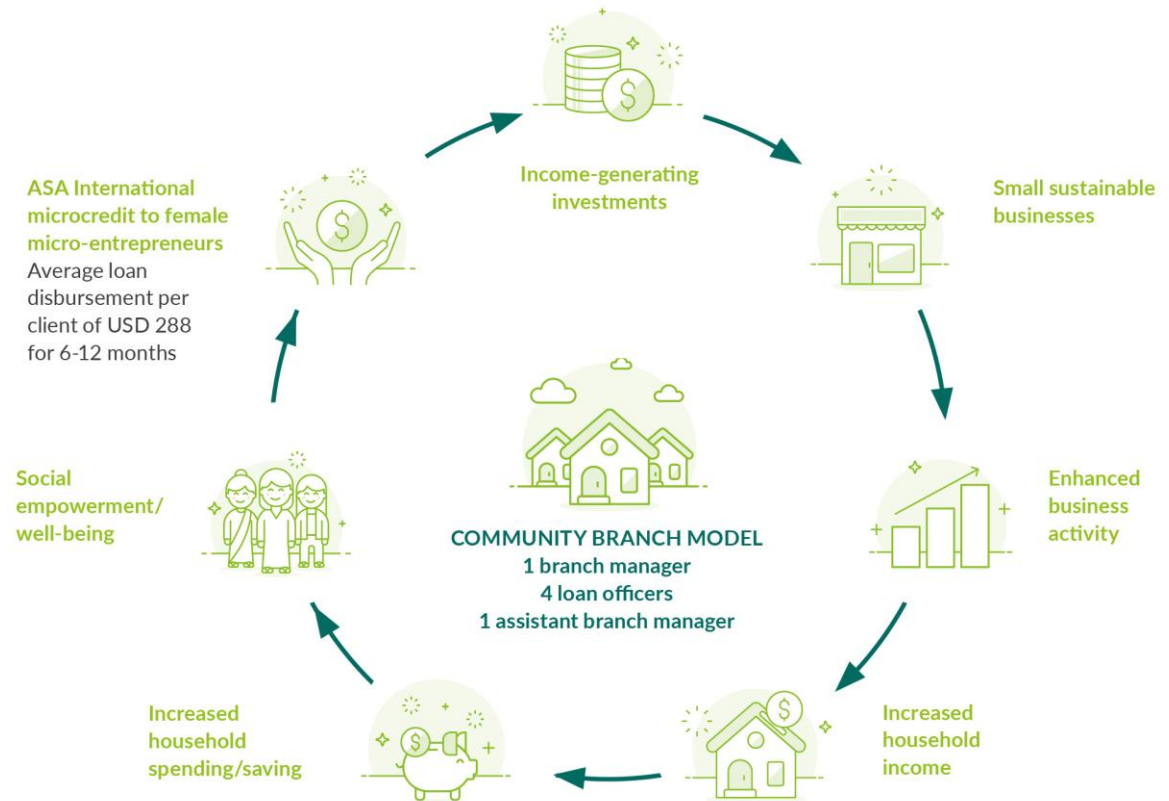 Income-generating
investments
Small sustainable
businesses
Enhanced
business
activity
Increased
household
income
Increased
household
spending/saving
Social
empowerment/
well-being
ASA International
microcredit to female
micro-entrepreneurs
Average loan
disbursement per
client of USD 288
for 6-12 months
COMMUNITY BRANCH MODEL
1 branch manager
4 loan officers
1 assistant branch manager
$
$
$
$